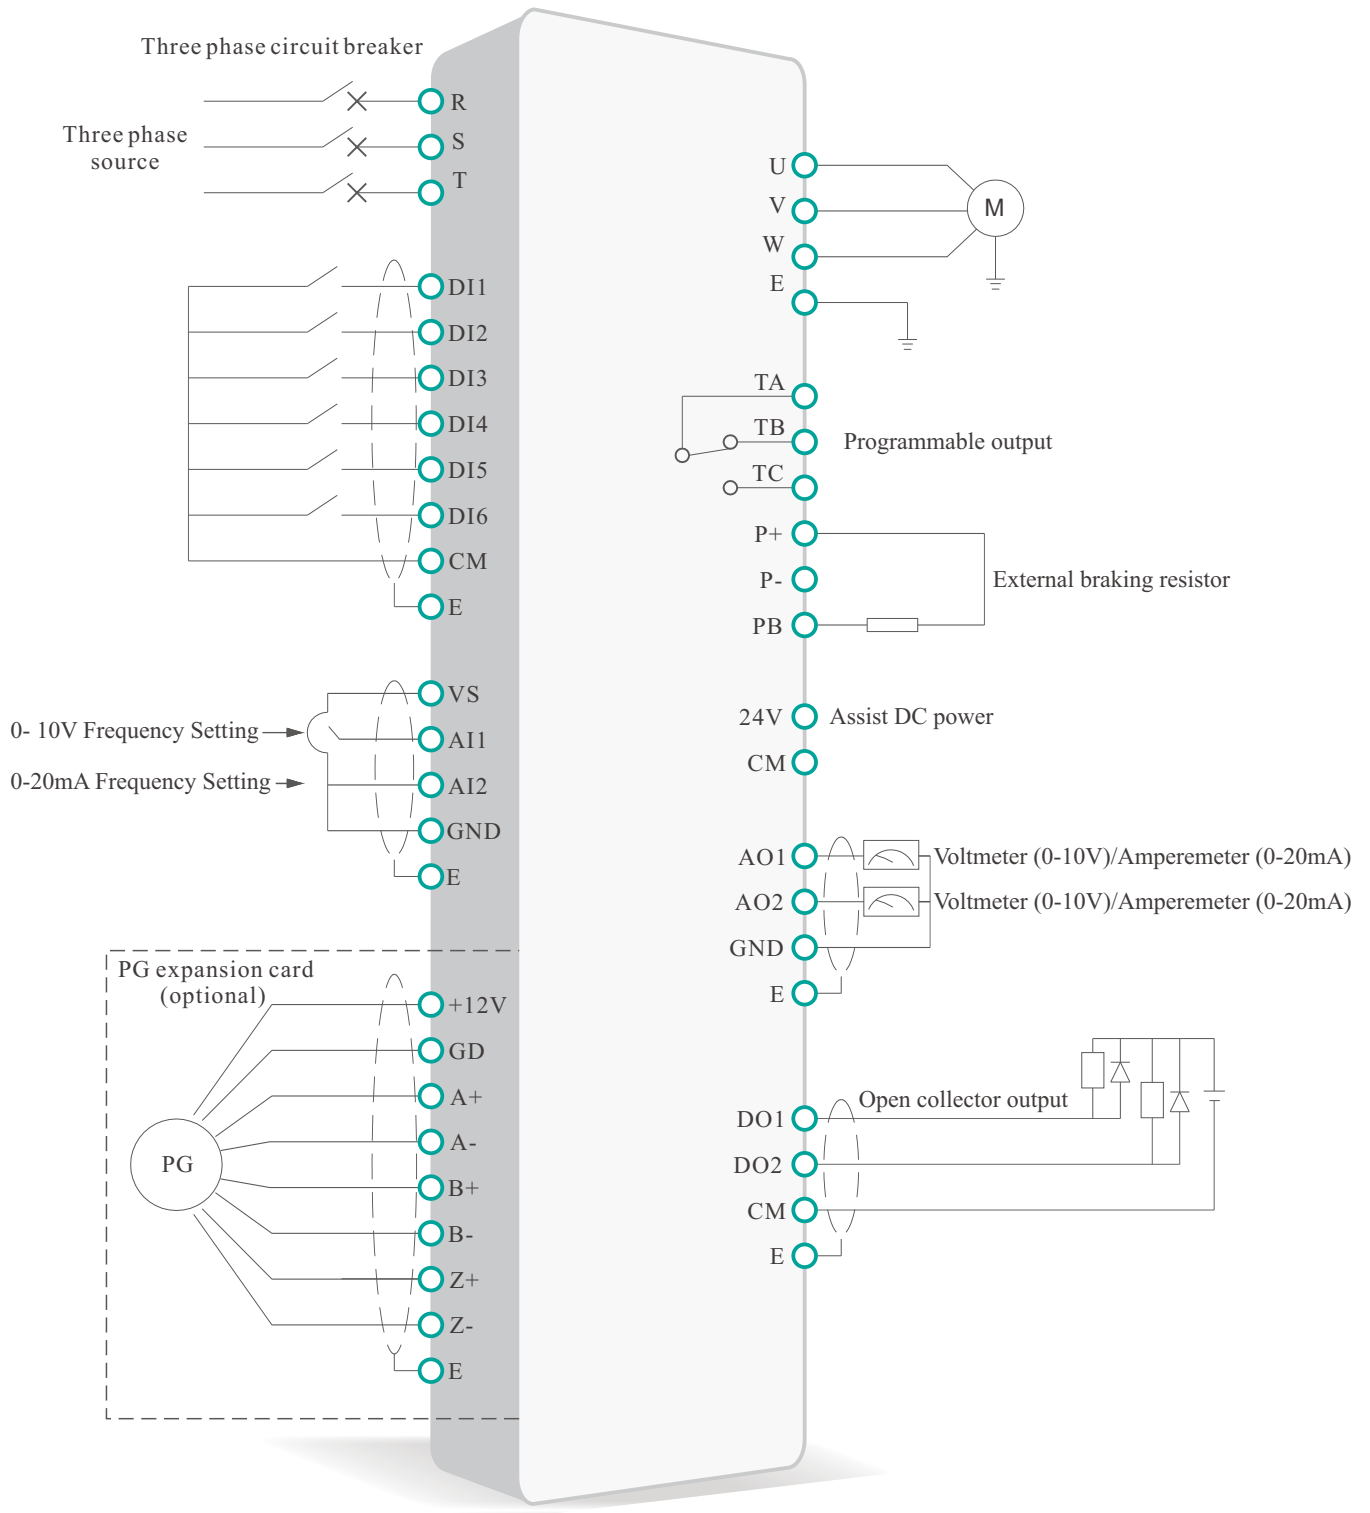 Three phase circuit breaker
R
Three phase
source
S
T
DI1
DI2
DI3
DI4
DI5
DI6
CM
E
VS
0- 10V Frequency Setting
AI1
0-20mA Frequency Setting
AI2
GND
E
PG expansion card
(optional)
+12V
GD
A+
A-
PG
B+
B-
Z+
Z-
E
U
V
M
W
E
TA
TB
Programmable output
TC
P+
P-
External braking resistor
PB
24V
Assist DC power
CM
AO1
Voltmeter (0-10V)/Amperemeter (0-20mA)
AO2
Voltmeter (0-10V)/Amperemeter (0-20mA)
GND
E
Open collector output
DO1
DO2
CM
E